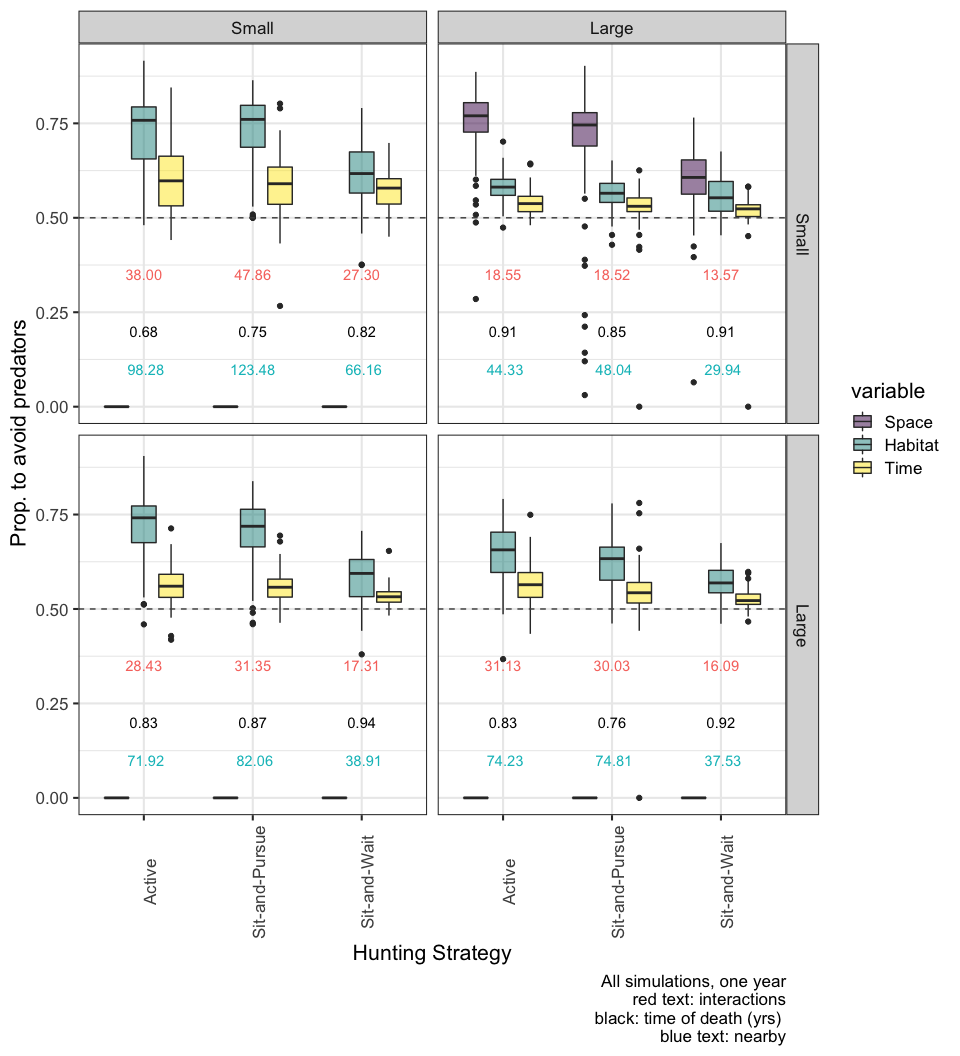 Small
Large
Prop. to avoid predators
0.75
0.50
0.25
0.00
38.00 47.86 27.30
0.68 0.75 0.82
98.28 123.48 66.16
18.55 18.52 13.57
0.91 0.85 0.91
44.33 48.04 29.94
Small
0.75
0.50
0.25
0.00
28.43 31.35 17.31
0.83 0.87 0.94
71.92 82.06 38.91
31.13 30.03 16.09
0.83 0.76 0.92
74.23 74.81 37.53
Large
Active
Sit-and-Pursue
Sit-and-Wait
Active
Sit-and-Pursue
Sit-and-Wait
Hunting Strategy
variable
Space
Habitat
Time
All simulations, one year
red text: interactions
black: time of death (yrs)
blue text: nearby